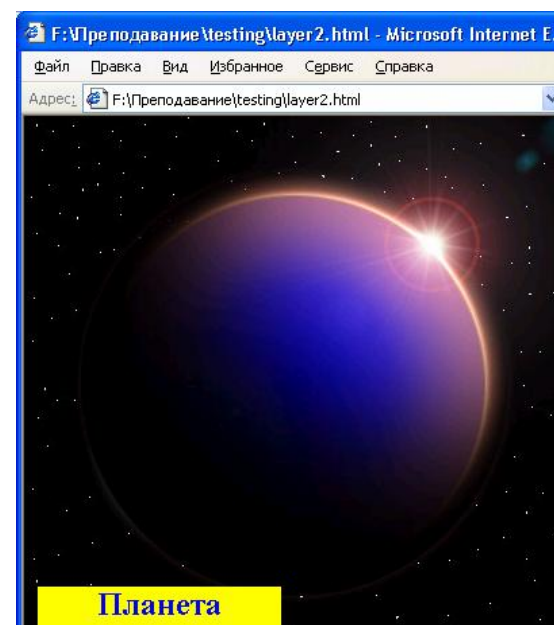 F:\Преподавание\testing\layer2.html - Microsoft Internet E
Файл Правка Вид Избранное Сервис Справка
Адрес: F:\Преподавание\testing\layer2.html
Планета